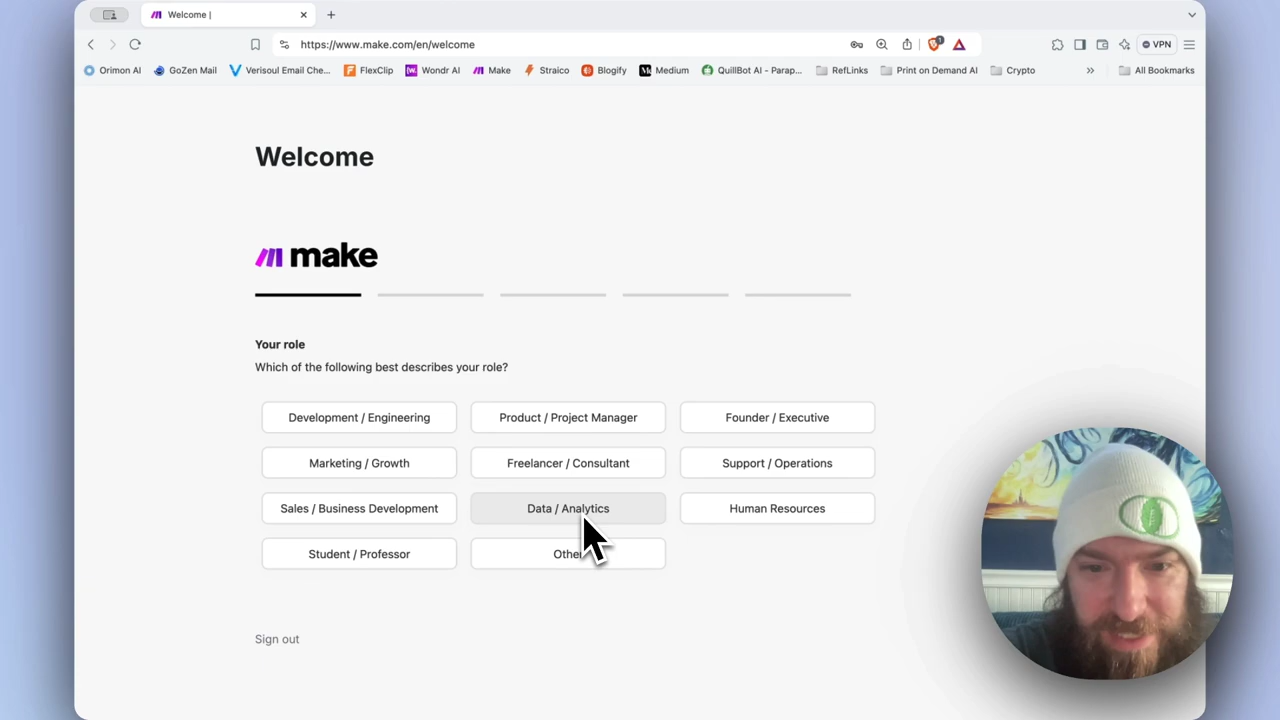 Welcome |
https://www.make.com/en/welcome
1
VPN
Orimon AI
GoZen Mail
Verisoul Email Che...
FlexClip
Wondr AI
Make
Straico
Blogify
Medium
QuillBot AI - Parap...
RefLinks
Print on Demand AI
Crypto
»
All Bookmarks
Welcome
make
Your role
Which of the following best describes your role?
Development / Engineering
Product / Project Manager
Founder / Executive
Marketing / Growth
Freelancer / Consultant
Support / Operations
Sales / Business Development
Data / Analytics
Human Resources
Student / Professor
Other
Sign out